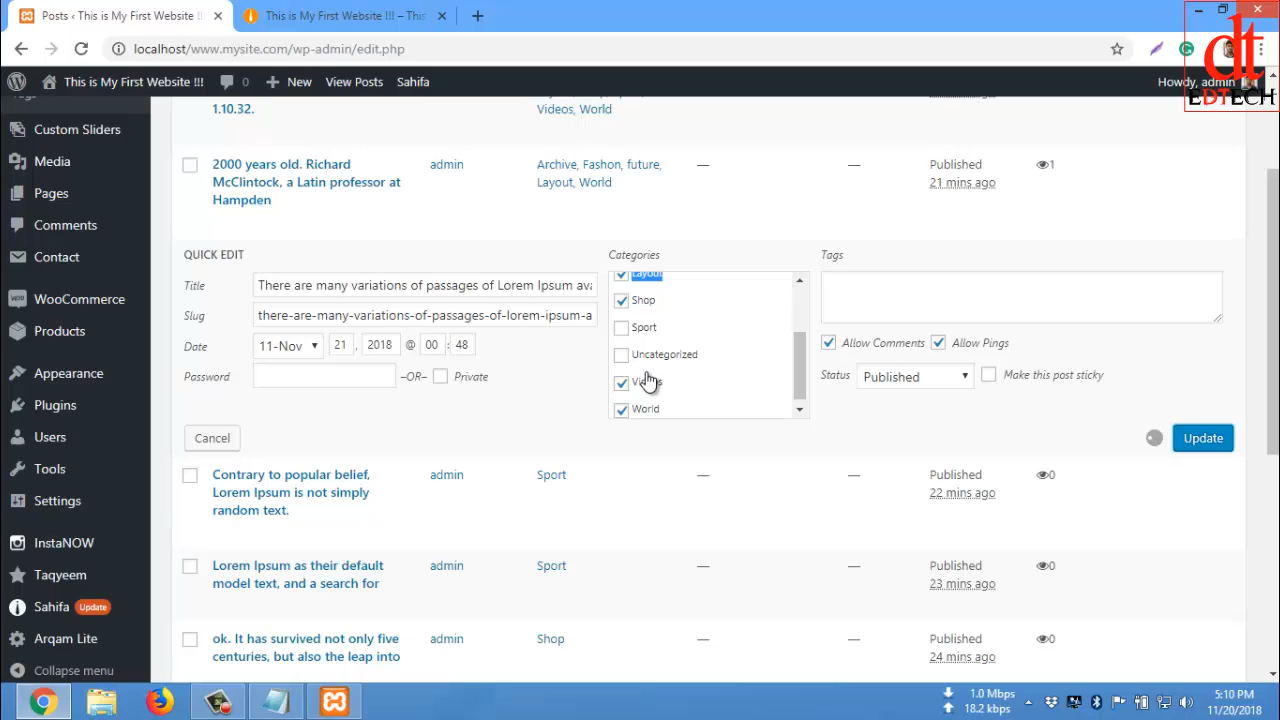 Posts ‹ This is My First Website !!!
This is My First Website !!! – This
localhost/www.mysite.com/wp-admin/edit.php
dt
EDTECH
This is My First Website !!!
0
New
View Posts
Sahifa
Howdy, admin
Custom Sliders
Media
Pages
Comments
Contact
WooCommerce
Products
Appearance
Plugins
Users
Tools
Settings
InstaNOW
Taqyeem
Sahifa Update
Arqam Lite
Collapse menu
1.10.32.
Videos, World
2000 years old. Richard
McClintock, a Latin professor at
Hampden
admin
Archive, Fashon, future,
Layout, World
—
—
Published
21 mins ago
1
QUICK EDIT
Title
There are many variations of passages of Lorem Ipsum ava
Slug
there-are-many-variations-of-passages-of-lorem-ipsum-a
Date
11-Nov 21 , 2018 @ 00 : 48
Password
–OR–
Private
Categories
Layout
Shop
Sport
Uncategorized
World
Tags
Allow Comments
Allow Pings
Status
Published
Make this post sticky
Cancel
Update
Contrary to popular belief,
Lorem Ipsum is not simply
random text.
admin
Sport
—
—
Published
22 mins ago
0
Lorem Ipsum as their default
model text, and a search for
admin
Sport
—
—
Published
23 mins ago
0
ok. It has survived not only five
centuries, but also the leap into
admin
Shop
—
—
Published
24 mins ago
0
1.0 Mbps
18.2 kbps
5:10 PM
11/20/2018